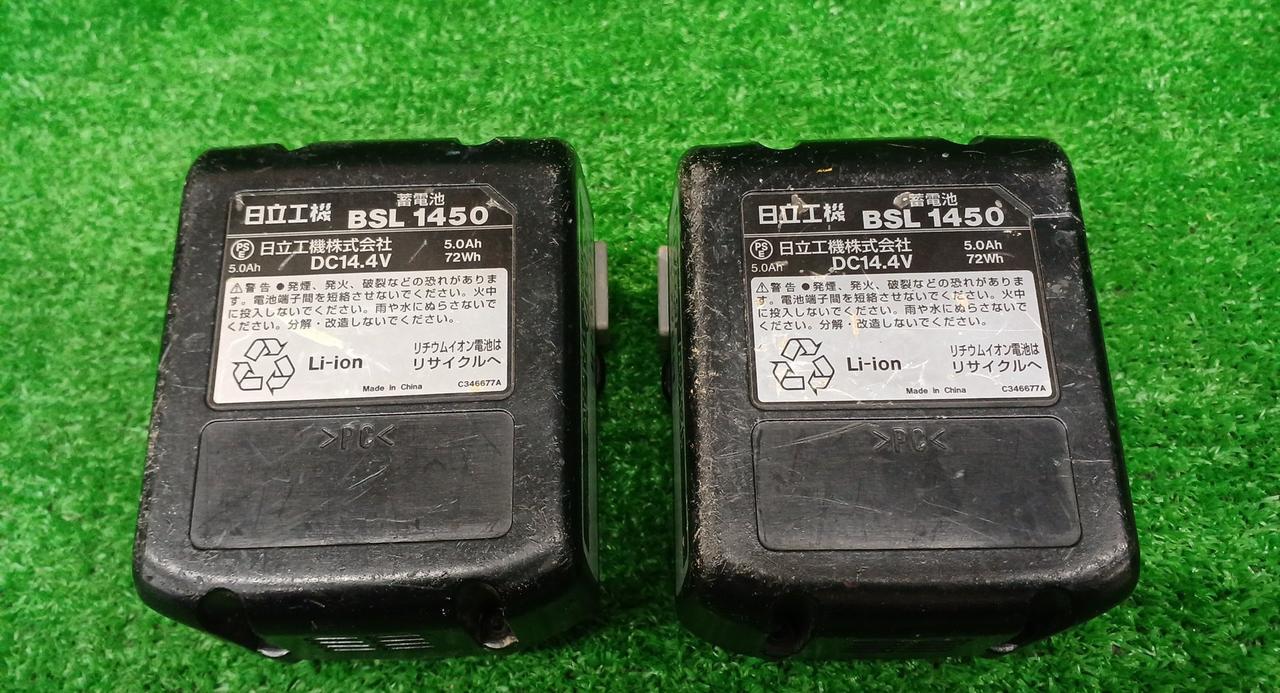 蓄電池
日立工機 BSL 1450
PS E 日立工機株式会社 5.0Ah
5.0Ah DC14.4V 72Wh
⚠警告 ●発煙、発火、破裂などの恐れがありま
す。電池端子間を短絡させないでください。火中
に投入しないでください。雨や水にぬらさないで
ください。分解・改造しないでください。
Li-ion リチウムイオン電池は
リサイクルへ
Made in China C346677A
>PC<
蓄電池
日立工機 BSL 1450
PS E 日立工機株式会社 5.0Ah
5.0Ah DC14.4V 72Wh
⚠警告 ●発煙、発火、破裂などの恐れがありま
す。電池端子間を短絡させないでください。火中
に投入しないでください。雨や水にぬらさないで
ください。分解・改造しないでください。
Li-ion リチウムイオン電池は
リサイクルへ
Made in China C346677A
>PC<